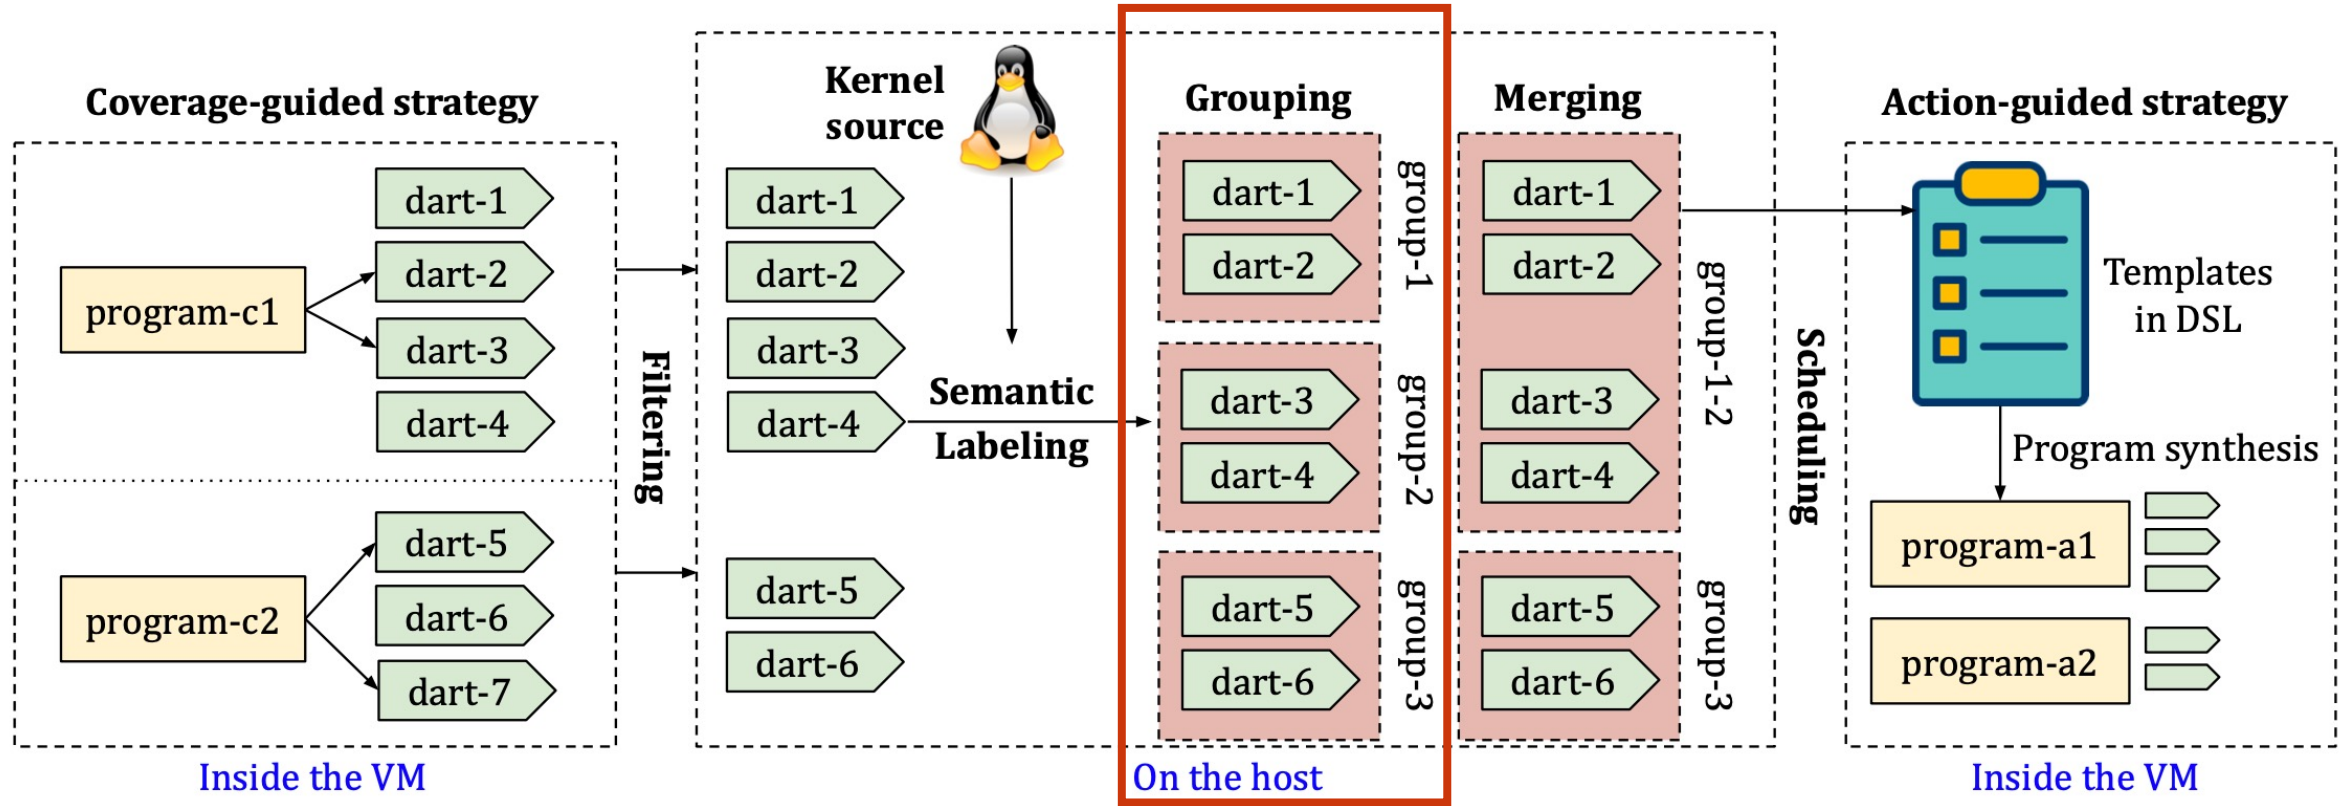 Coverage-guided strategy
program-c1
dart-1
dart-2
dart-3
dart-4
program-c2
dart-5
dart-6
dart-7
Inside the VM
Filtering
Kernel
source
dart-1
dart-2
dart-3
dart-4
dart-5
dart-6
Semantic
Labeling
Grouping
dart-1
dart-2
group-1
dart-3
dart-4
group-2
dart-5
dart-6
group-3
Merging
dart-1
dart-2
dart-3
dart-4
group-1-2
dart-5
dart-6
group-3
On the host
Scheduling
Action-guided strategy
Templates
in DSL
Program synthesis
program-a1
program-a2
Inside the VM